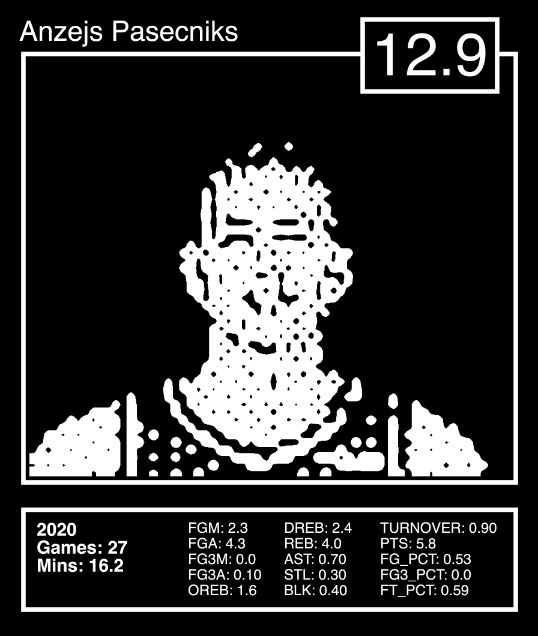 Anzejs Pasecniks
12.9
2020
Games: 27
Mins: 16.2
FGM: 2.3
FGA: 4.3
FG3M: 0.0
FG3A: 0.10
OREB: 1.6
DREB: 2.4
REB: 4.0
AST: 0.70
STL: 0.30
BLK: 0.40
TURNOVER: 0.90
PTS: 5.8
FG_PCT: 0.53
FG3_PCT: 0.0
FT_PCT: 0.59